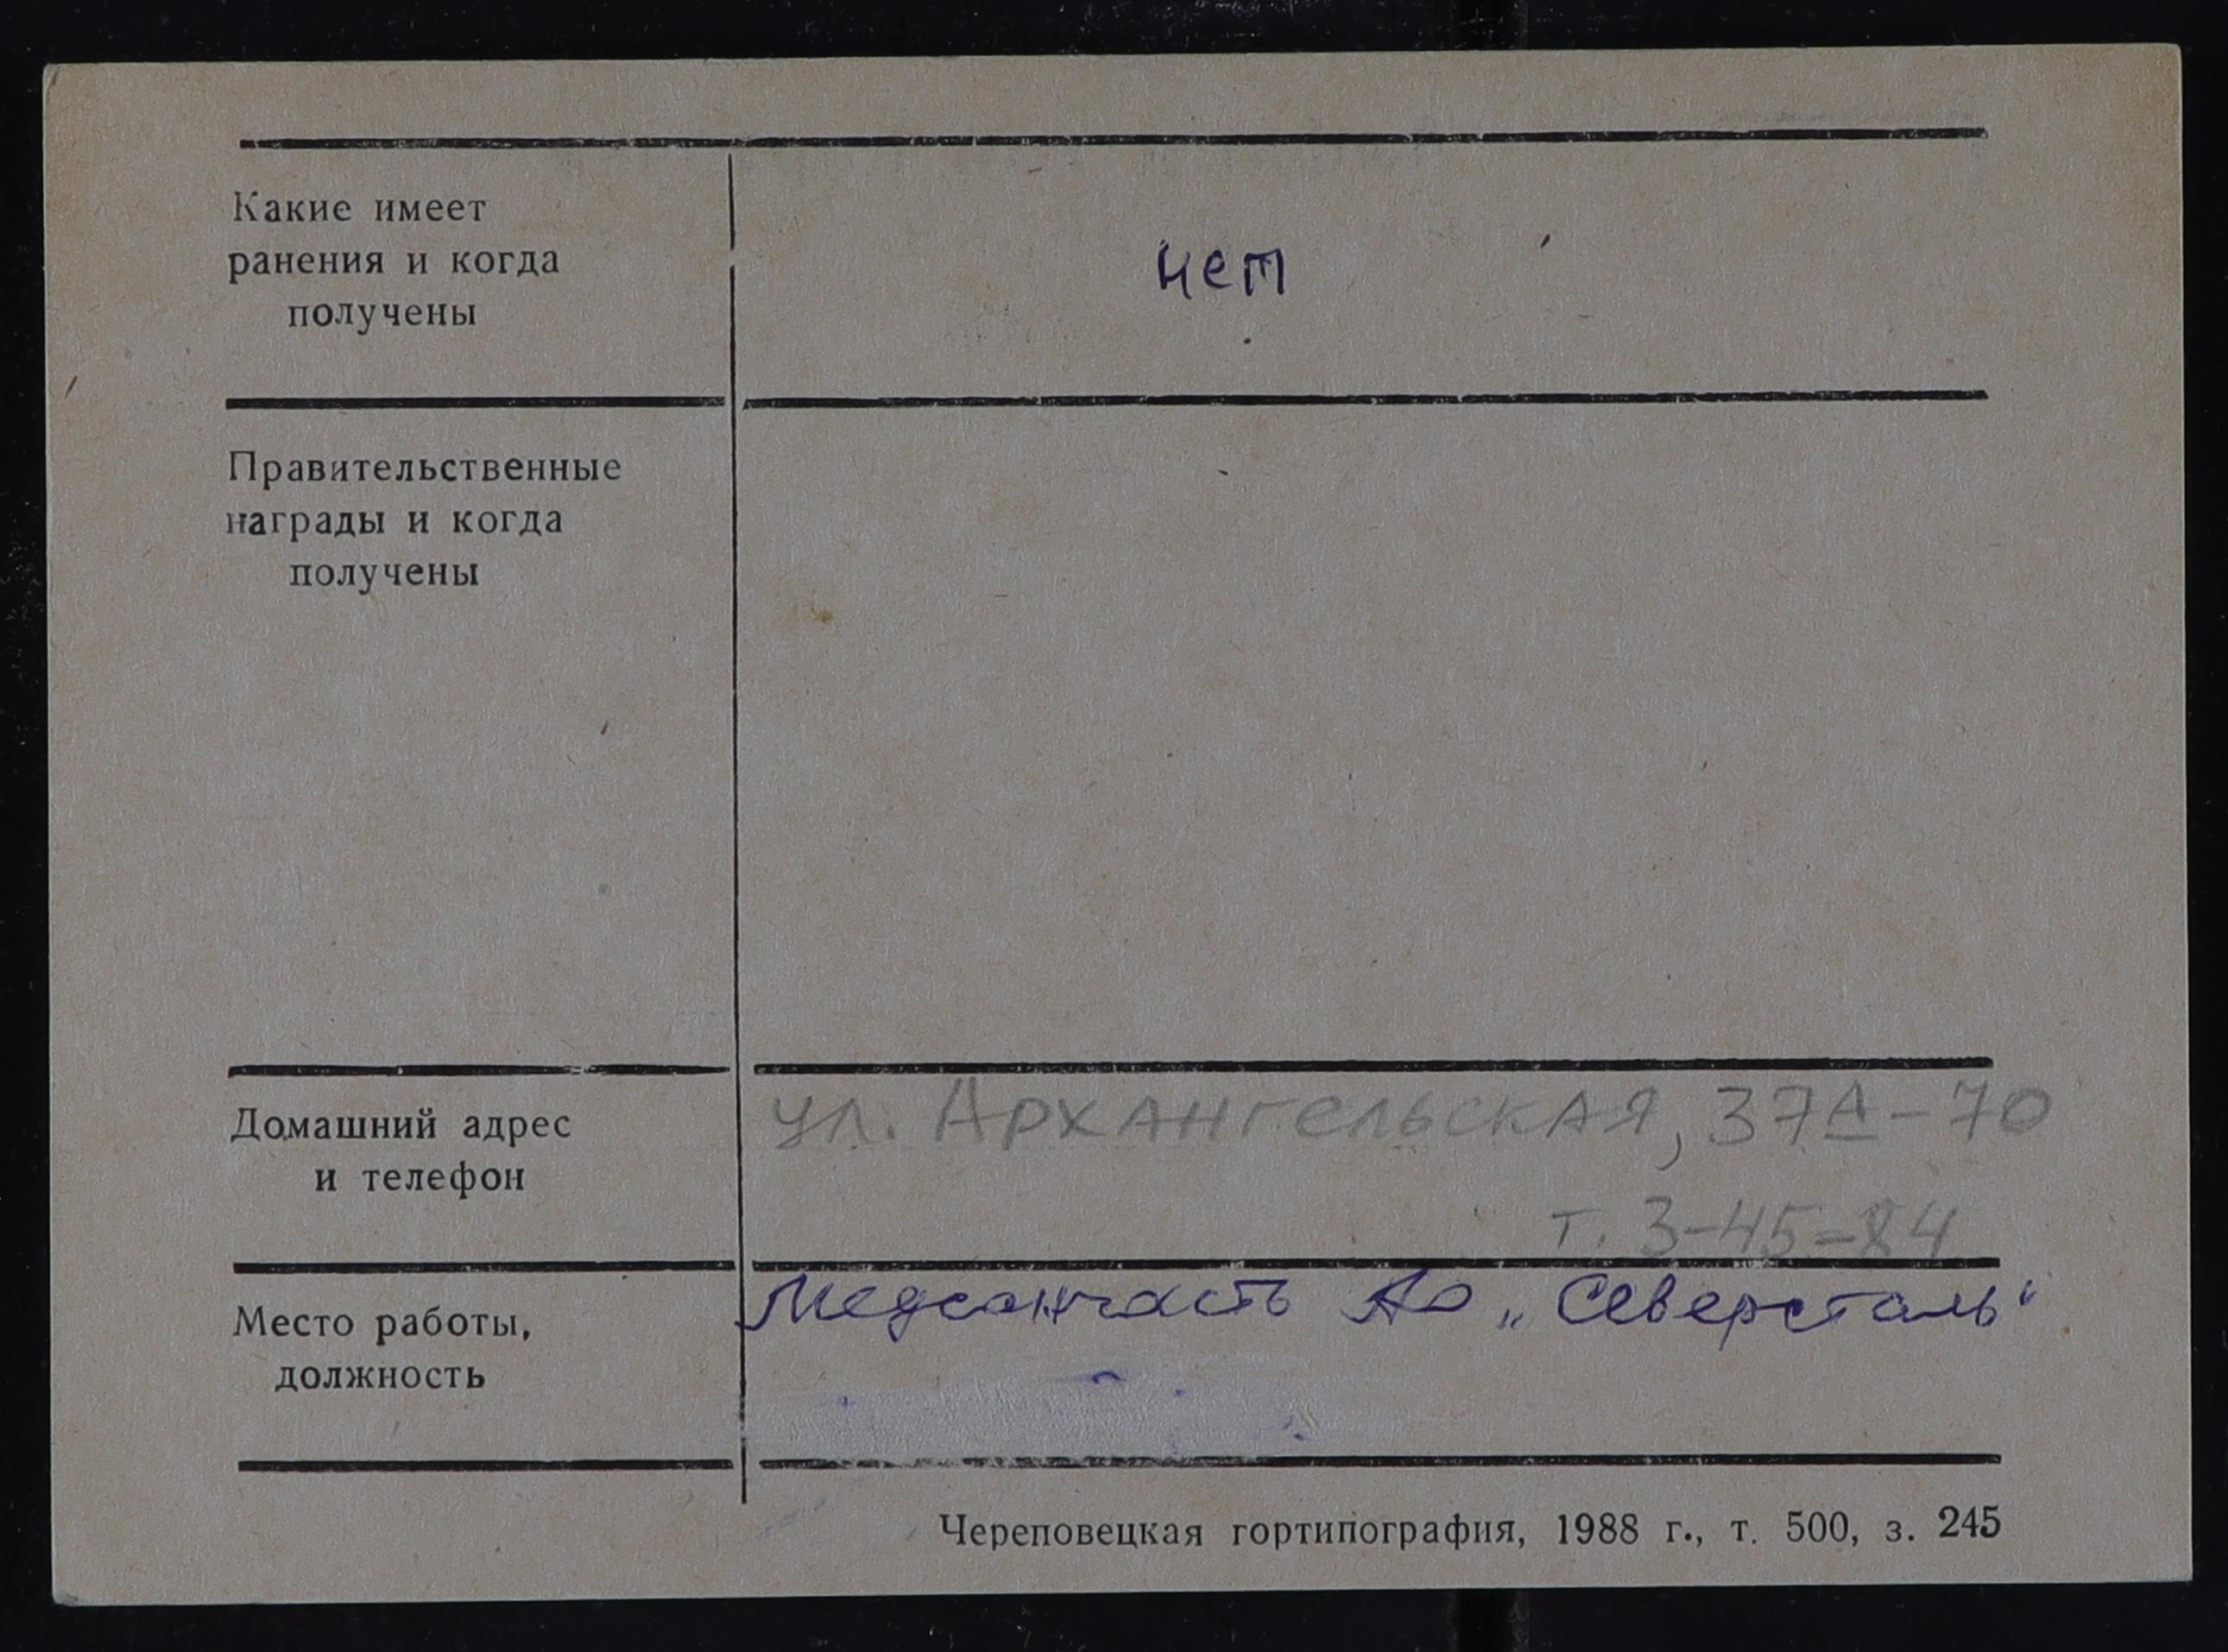 Какие имеет
ранения и когда
получены
нет
Правительственные
награды и когда
получены
Домашний адрес
и телефон
ул. Архангельская, 37А-70
т. 3-45-84
Место работы,
должность
Медсанчасть АО „Северсталь"
Череповецкая гортипография, 1988 г., т. 500, з. 245